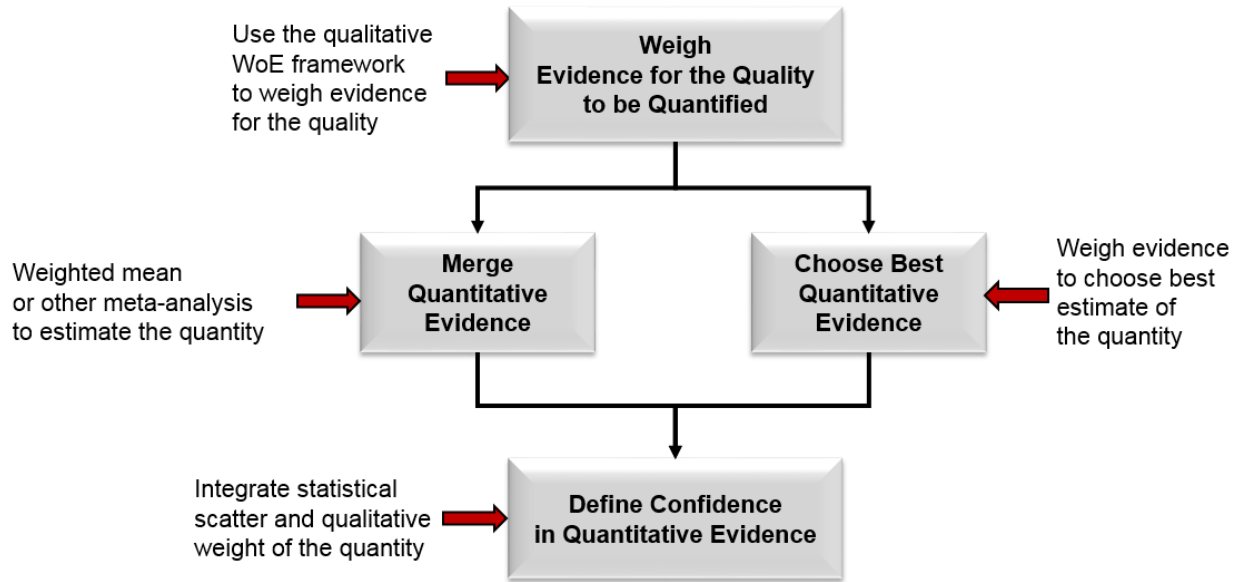 Use the qualitative
WoE framework
to weigh evidence
for the quality
Weigh
Evidence for the Quality
to be Quantified
Weighted mean
or other meta-analysis
to estimate the quantity
Merge
Quantitative
Evidence
Choose Best
Quantitative
Evidence
Weigh evidence
to choose best
estimate of
the quantity
Integrate statistical
scatter and qualitative
weight of the quantity
Define Confidence
in Quantitative Evidence